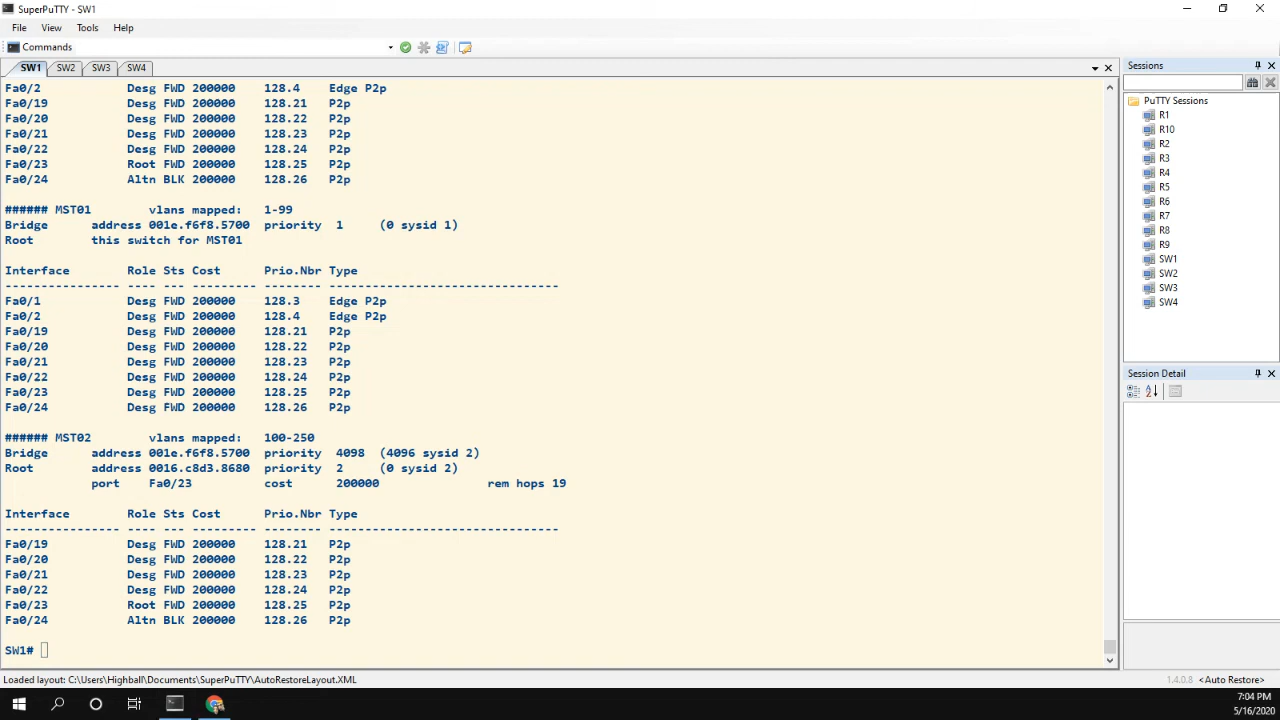 SuperPuTTY - SW1
File View Tools Help
Commands
SW1 SW2 SW3 SW4
Fa0/2 Desg FWD 200000 128.4 Edge P2p
Fa0/19 Desg FWD 200000 128.21 P2p
Fa0/20 Desg FWD 200000 128.22 P2p
Fa0/21 Desg FWD 200000 128.23 P2p
Fa0/22 Desg FWD 200000 128.24 P2p
Fa0/23 Root FWD 200000 128.25 P2p
Fa0/24 Altn BLK 200000 128.26 P2p
###### MST01 vlans mapped: 1-99
Bridge address 001e.f6f8.5700 priority 1 (0 sysid 1)
Root this switch for MST01
Interface Role Sts Cost Prio.Nbr Type
---------------- ---- --- --------- -------- --------------------------------
Fa0/1 Desg FWD 200000 128.3 Edge P2p
Fa0/2 Desg FWD 200000 128.4 Edge P2p
Fa0/19 Desg FWD 200000 128.21 P2p
Fa0/20 Desg FWD 200000 128.22 P2p
Fa0/21 Desg FWD 200000 128.23 P2p
Fa0/22 Desg FWD 200000 128.24 P2p
Fa0/23 Desg FWD 200000 128.25 P2p
Fa0/24 Desg FWD 200000 128.26 P2p
###### MST02 vlans mapped: 100-250
Bridge address 001e.f6f8.5700 priority 4098 (4096 sysid 2)
Root address 0016.c8d3.8680 priority 2 (0 sysid 2)
port Fa0/23 cost 200000 rem hops 19
Interface Role Sts Cost Prio.Nbr Type
---------------- ---- --- --------- -------- --------------------------------
Fa0/19 Desg FWD 200000 128.21 P2p
Fa0/20 Desg FWD 200000 128.22 P2p
Fa0/21 Desg FWD 200000 128.23 P2p
Fa0/22 Desg FWD 200000 128.24 P2p
Fa0/23 Root FWD 200000 128.25 P2p
Fa0/24 Altn BLK 200000 128.26 P2p
SW1#
Sessions
PuTTY Sessions
R1
R10
R2
R3
R4
R5
R6
R7
R8
R9
SW1
SW2
SW3
SW4
Session Detail
Loaded layout: C:\Users\Highball\Documents\SuperPuTTY\AutoRestoreLayout.XML
1.4.0.8 <Auto Restore>
7:04 PM
5/16/2020